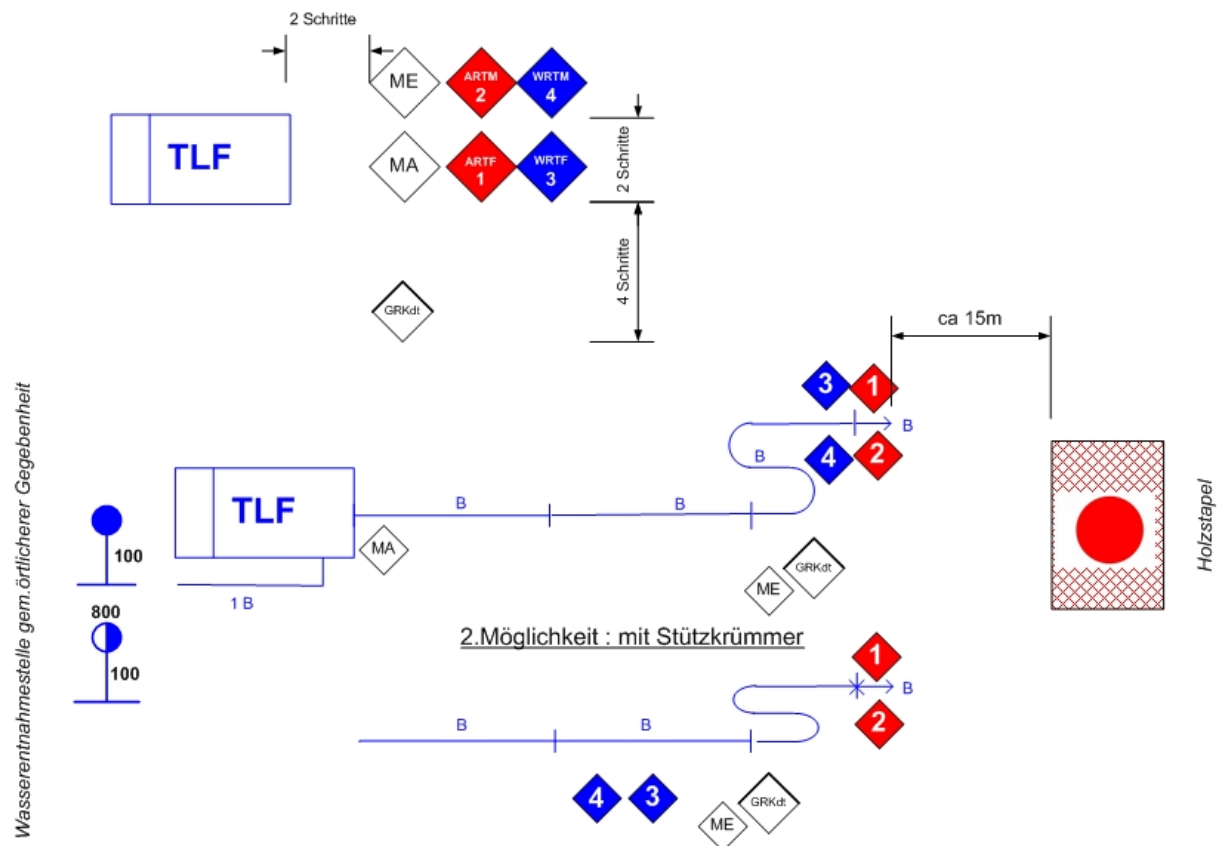 2 Schritte
ME
ARTM
2
WRTM
4
TLF
MA
ARTF
1
WRTF
3
2 Schritte
4 Schritte
GRKdt
ca 15m
Wasserentnahmestelle gem.örtlicherer Gegebenheit
3
1
B
B
4
2
TLF
B
B
MA
100
1 B
GRKdt
ME
Holzstapel
800
100
2.Möglichkeit : mit Stützkrümmer
1
B
2
B
B
4
3
GRKdt
ME